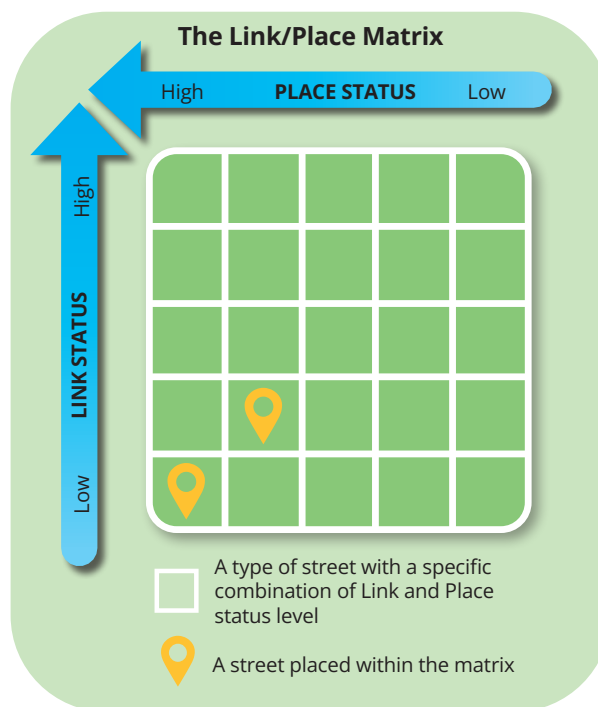 The Link/Place Matrix
High PLACE STATUS Low
High
LINK STATUS
Low
A type of street with a specific
combination of Link and Place
status level
A street placed within the matrix